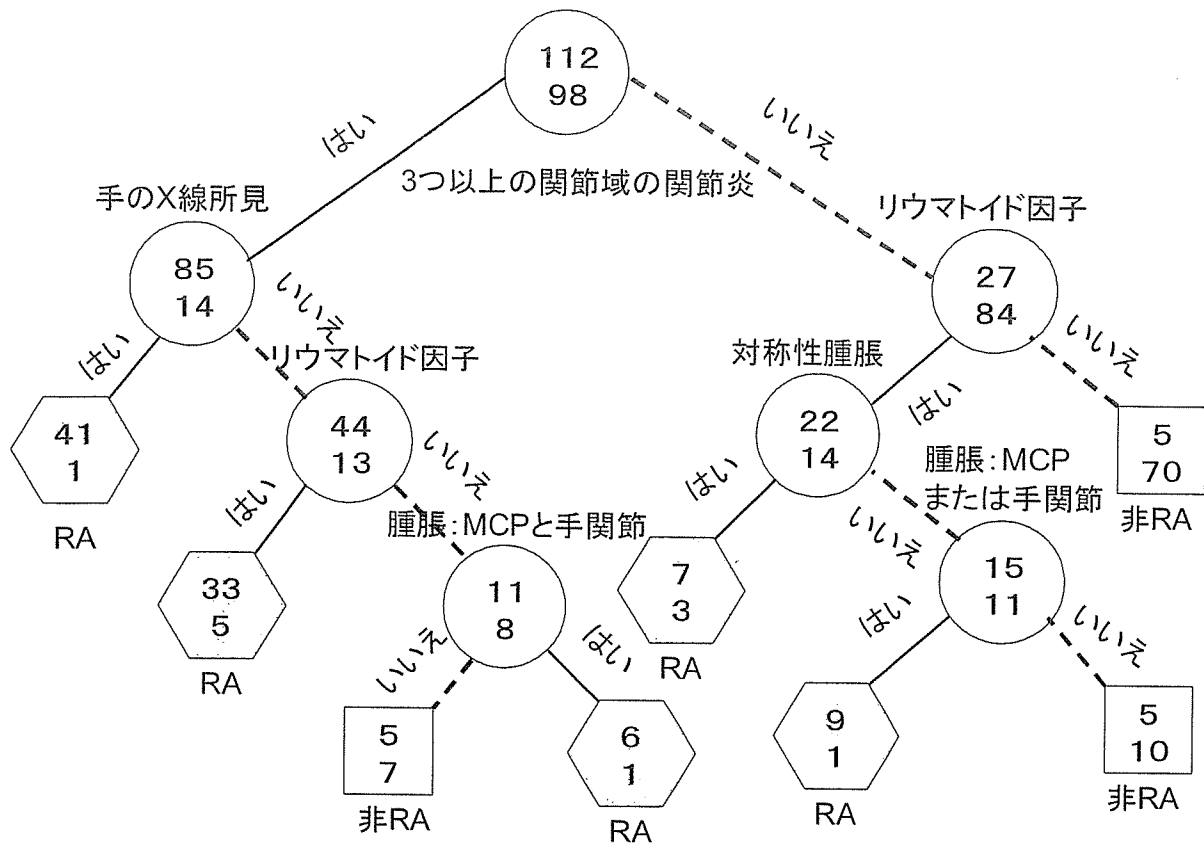 112
98
はい
いいえ
3つ以上の関節域の関節炎
手のX線所見
リウマトイド因子
85
14
27
84
はい
いいえ
リウマトイド因子
対称性腫脹
はい
いいえ
41
1
RA
44
13
22
14
5
70
非RA
はい
いいえ
腫脹:MCPと手関節
はい
いいえ
腫脹:MCP
または手関節
33
5
RA
11
8
7
3
RA
15
11
いいえ
はい
はい
いいえ
5
7
非RA
6
1
RA
9
1
RA
5
10
非RA